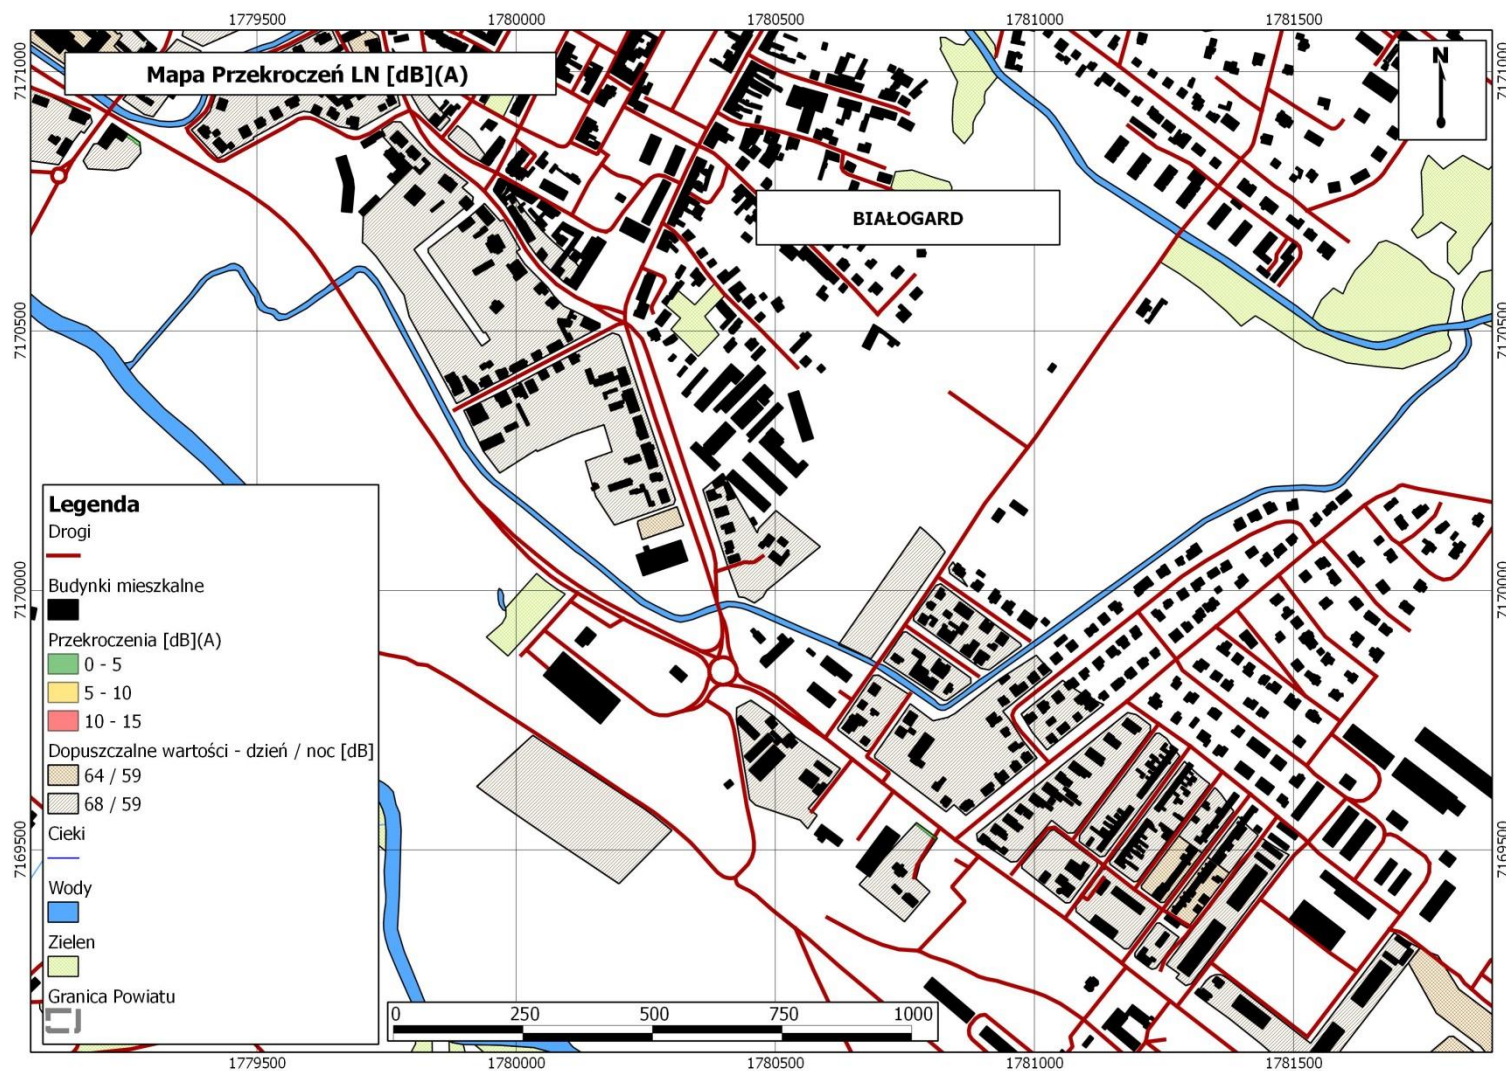 1779500 1780000 1780500 1781000 1781500
7171000 7171000
Mapa Przekroczeń LN [dB](A)
N
BIAŁOGARD
7170500 7170500
7170000 7170000
7169500 7169500
Legenda
Drogi
Budynki mieszkalne
Przekroczenia [dB](A)
0 - 5
5 - 10
10 - 15
Dopuszczalne wartości - dzień / noc [dB]
64 / 59
68 / 59
Cieki
Wody
Zielen
Granica Powiatu
0 250 500 750 1000
1779500 1780000 1780500 1781000 1781500